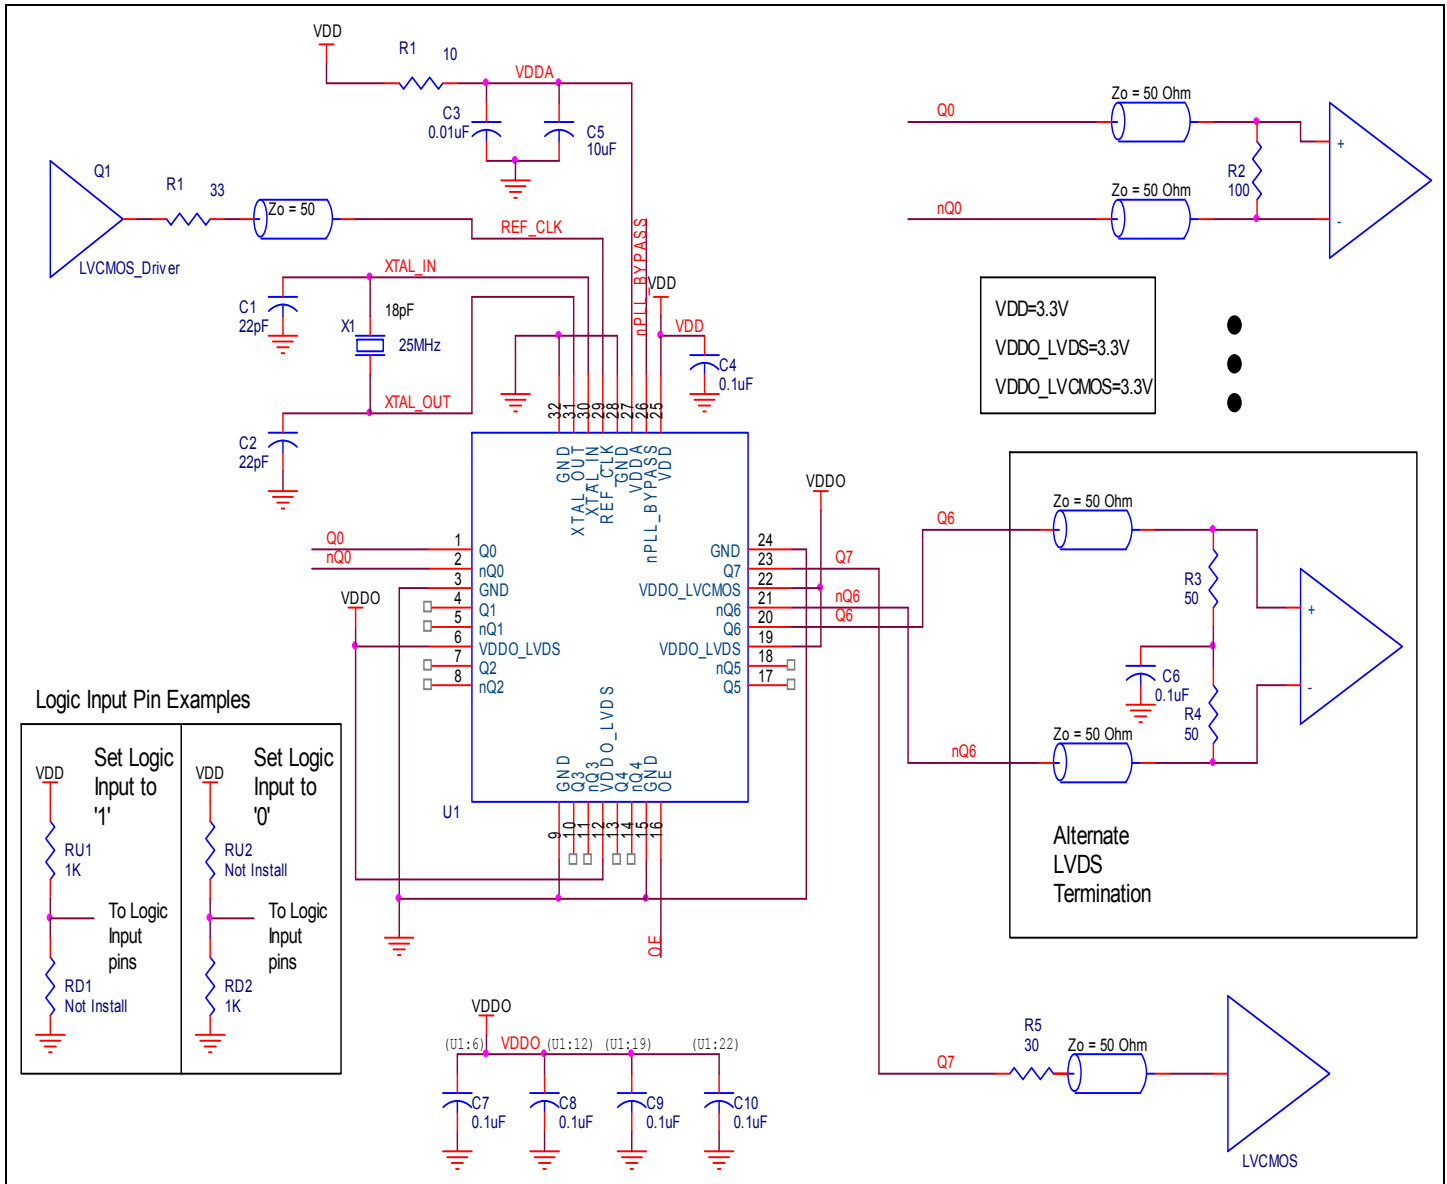 VDD
R1
10
VDDA
C3
0.01uF
C5
10uF
Q1
R1
33
Zo = 50
REF_CLK
LVCMOS_Driver
XTAL_IN
C1
22pF
18pF
X1
25MHz
XTAL_OUT
C2
22pF
nPLL_BYPASS
VDD
VDD
C4
0.1uF
Q0
Zo = 50 Ohm
nQ0
Zo = 50 Ohm
R2
100
+
-
VDD=3.3V
VDDO_LVDS=3.3V
VDDO_LVCMOS=3.3V
32
31
30
29
28
27
26
25
GND
XTAL_OUT
XTAL_IN
REF_CLK
GND
VDDA
nPLL_BYPASS
VDD
Q0
nQ0
VDDO
1
2
3
4
5
6
7
8
Q0
nQ0
GND
Q1
nQ1
VDDO_LVDS
Q2
nQ2
24
23
22
21
20
19
18
17
GND
Q7
VDDO_LVCMOS
nQ6
Q6
VDDO_LVDS
nQ5
Q5
GND
Q3
nQ3
VDDO_LVDS
Q4
nQ4
GND
OE
9
10
11
12
13
14
15
16
U1
OE
VDDO
Q7
nQ6
Q6
Q6
Zo = 50 Ohm
R3
50
C6
0.1uF
R4
50
+
-
nQ6
Zo = 50 Ohm
Alternate
LVDS
Termination
Logic Input Pin Examples
Set Logic
Input to
'1'
VDD
RU1
1K
To Logic
Input
pins
RD1
Not Install
Set Logic
Input to
'0'
VDD
RU2
Not Install
To Logic
Input
pins
RD2
1K
VDDO
(U1:6)
VDDO
(U1:12)
(U1:19)
(U1:22)
C7
0.1uF
C8
0.1uF
C9
0.1uF
C10
0.1uF
Q7
R5
30
Zo = 50 Ohm
LVCMOS